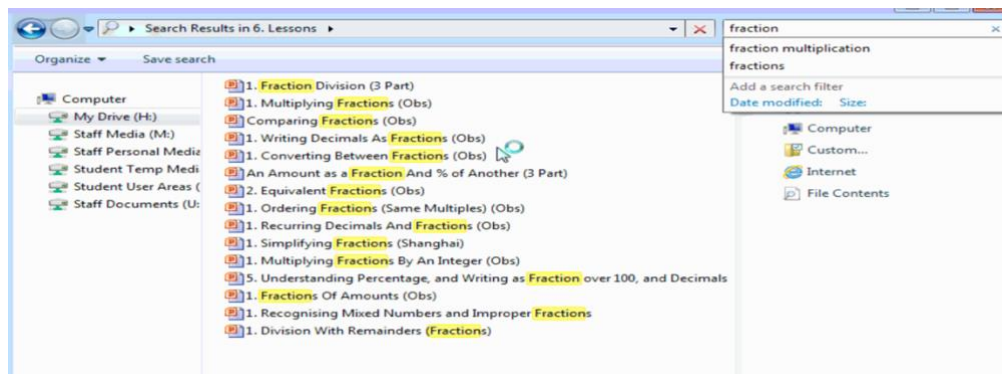 Search Results in 6. Lessons
fraction
fraction multiplication
fractions
Add a search filter
Date modified: Size:
Organize
Save search
Computer
My Drive (H:)
Staff Media (M:)
Staff Personal Media
Student Temp Medi
Student User Areas (
Staff Documents (U:
1. Fraction Division (3 Part)
1. Multiplying Fractions (Obs)
Comparing Fractions (Obs)
1. Writing Decimals As Fractions (Obs)
1. Converting Between Fractions (Obs)
An Amount as a Fraction And % of Another (3 Part)
2. Equivalent Fractions (Obs)
1. Ordering Fractions (Same Multiples) (Obs)
1. Recurring Decimals And Fractions (Obs)
1. Simplifying Fractions (Shanghai)
1. Multiplying Fractions By An Integer (Obs)
5. Understanding Percentage, and Writing as Fraction over 100, and Decimals
1. Fractions Of Amounts (Obs)
1. Recognising Mixed Numbers and Improper Fractions
1. Division With Remainders (Fractions)
Computer
Custom...
Internet
File Contents